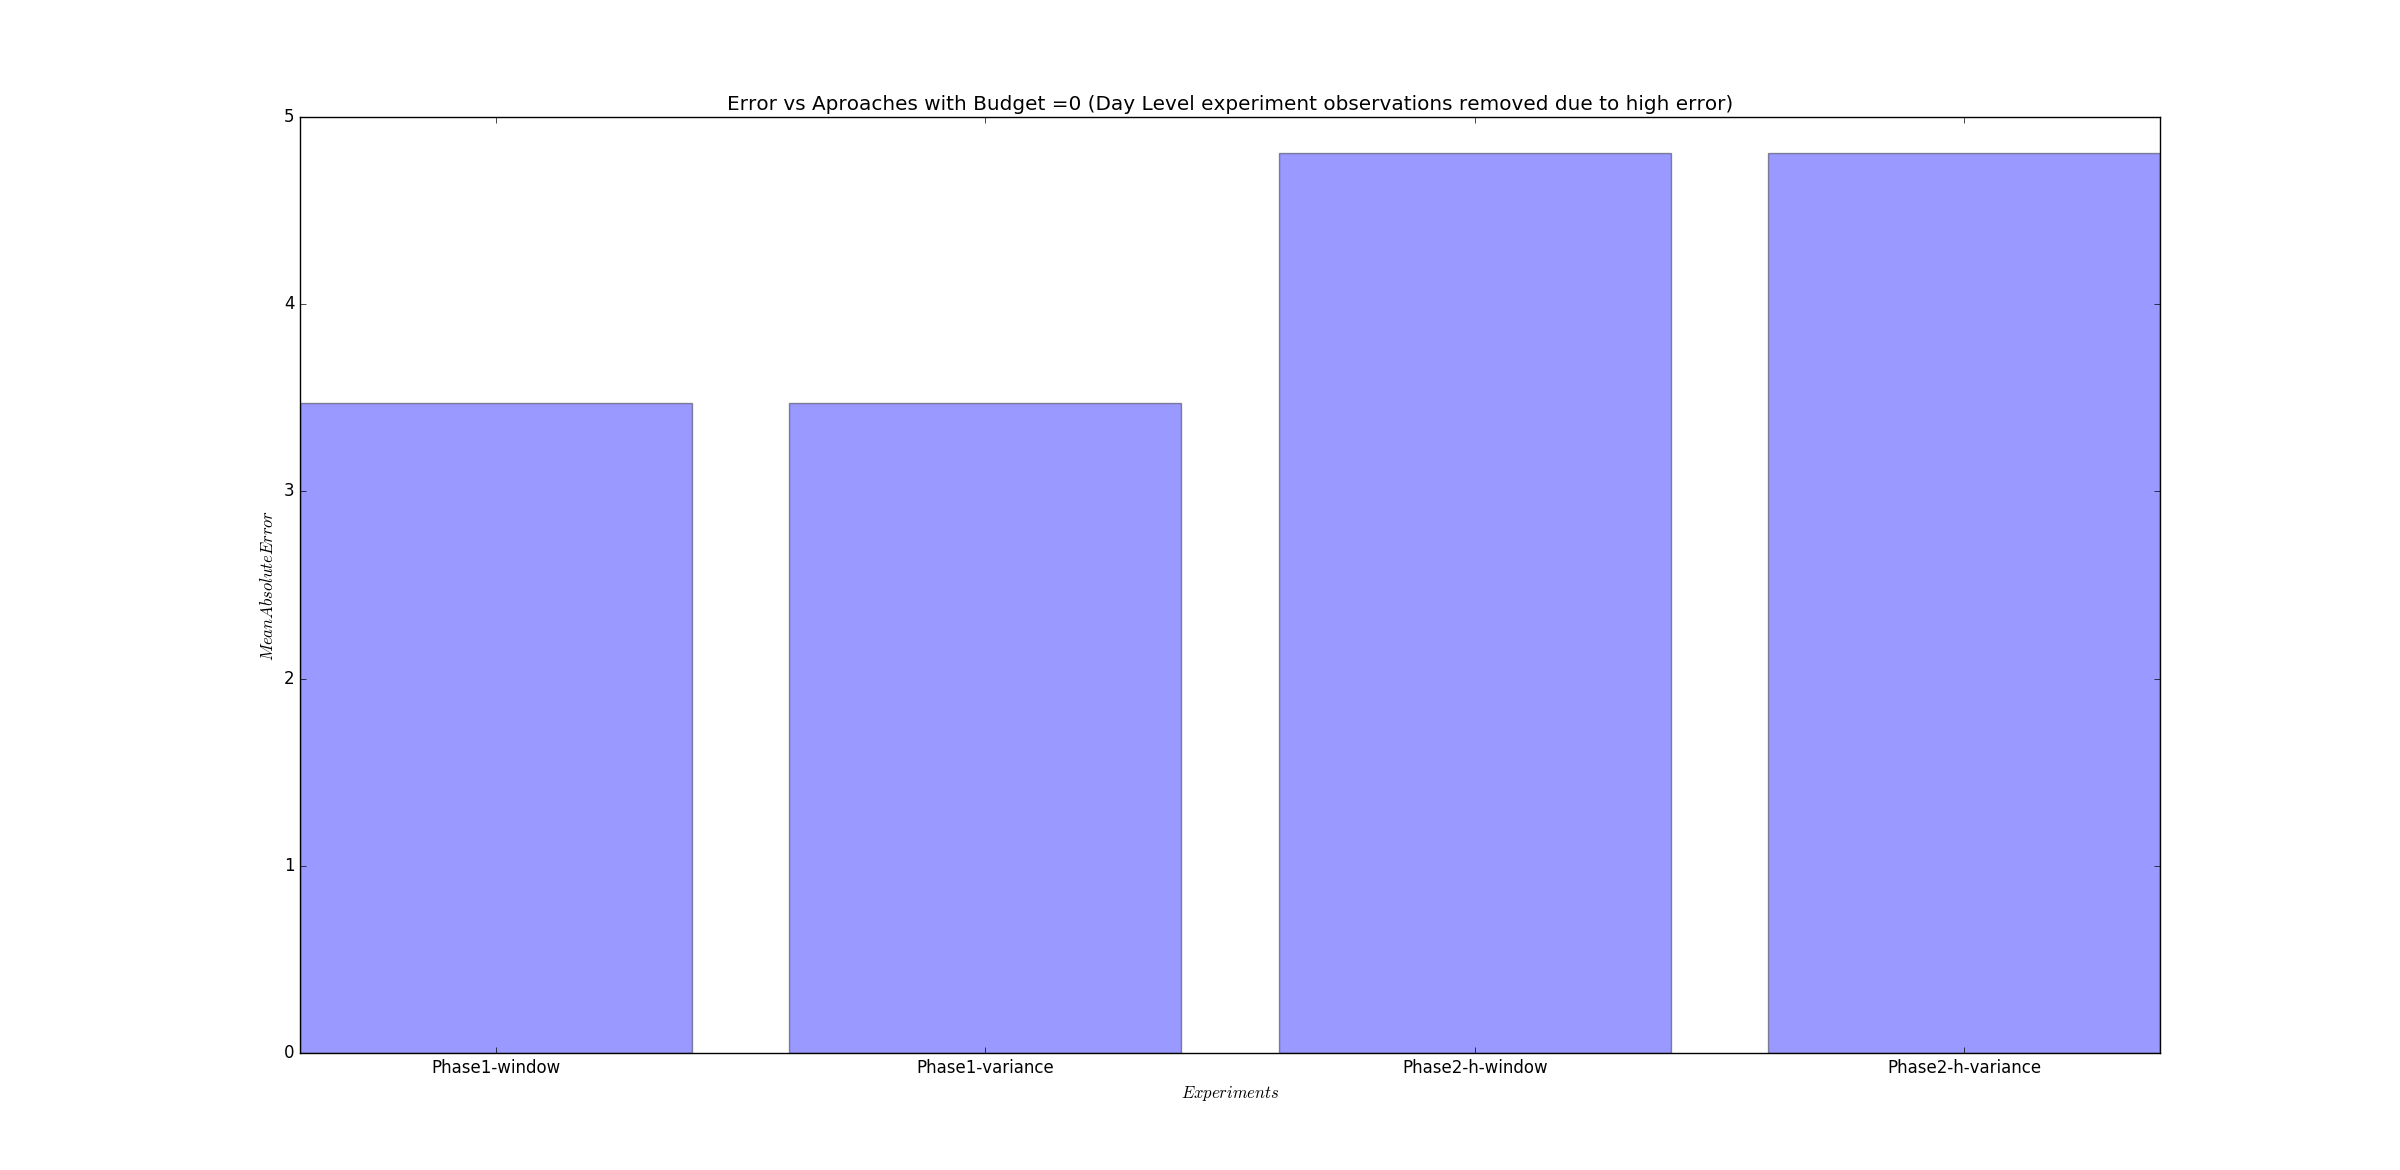 Error vs Aproaches with Budget =0 (Day Level experiment observations removed due to high error)
5
4
3
2
1
0
MeanAbsoluteError
Phase1-window Phase1-variance Phase2-h-window Phase2-h-variance
Experiments